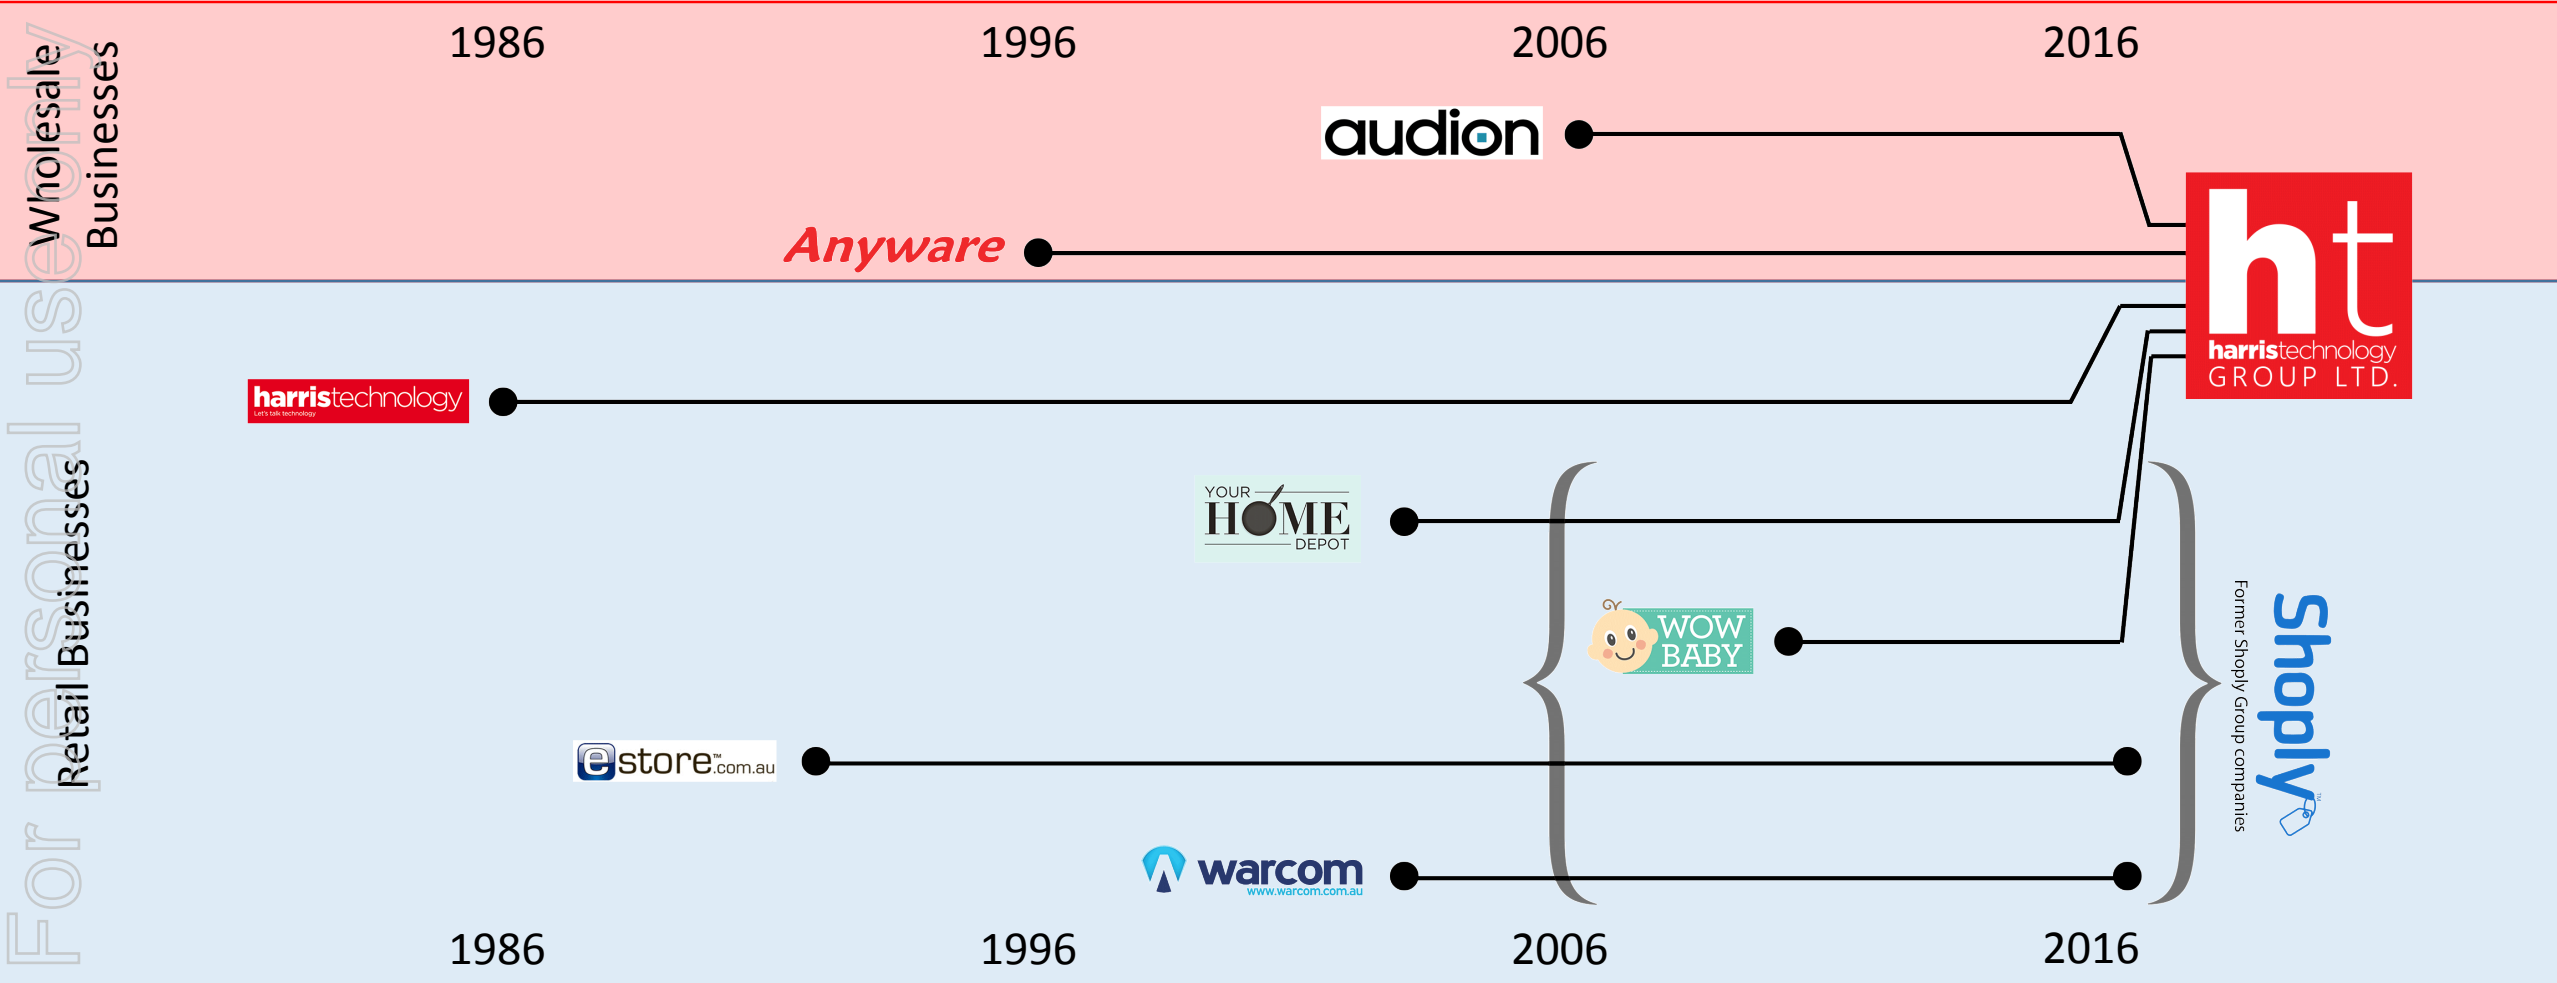 For personal use only
Wholesale
Businesses
1986 1996 2006 2016
audion
Anyware
ht
harristechnology
GROUP LTD.
harristechnology
Let's talk technology
Retail Businesses
YOUR
HOME
DEPOT
WOW
BABY
estore™.com.au
warcom
www.warcom.com.au
Former Shoply Group companies
Shoply™
1986 1996 2006 2016